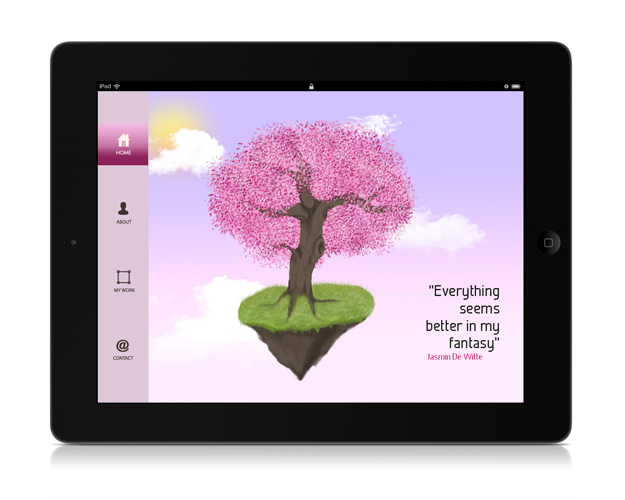 iPad
HOME
ABOUT
MY WORK
CONTACT
"Everything
seems
better in my
fantasy"
Jasmin De Witte